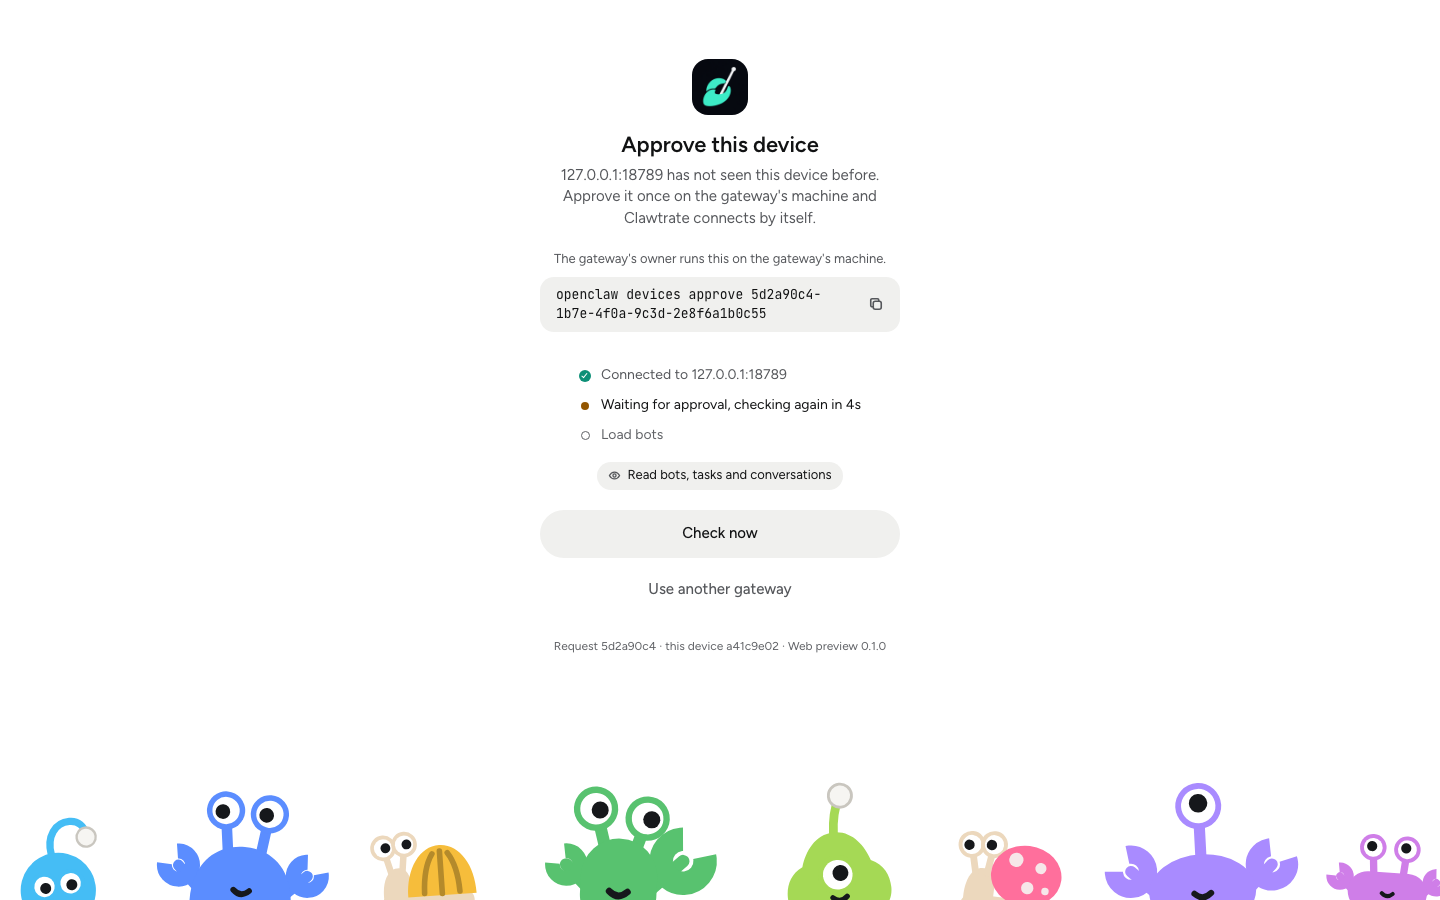 Approve this device
127.0.0.1:18789 has not seen this device before.
Approve it once on the gateway's machine and
Clawtrate connects by itself.
The gateway's owner runs this on the gateway's machine.
openclaw devices approve 5d2a90c4-
1b7e-4f0a-9c3d-2e8f6a1b0c55
Connected to 127.0.0.1:18789
Waiting for approval, checking again in 4s
Load bots
Read bots, tasks and conversations
Check now
Use another gateway
Request 5d2a90c4 · this device a41c9e02 · Web preview 0.1.0